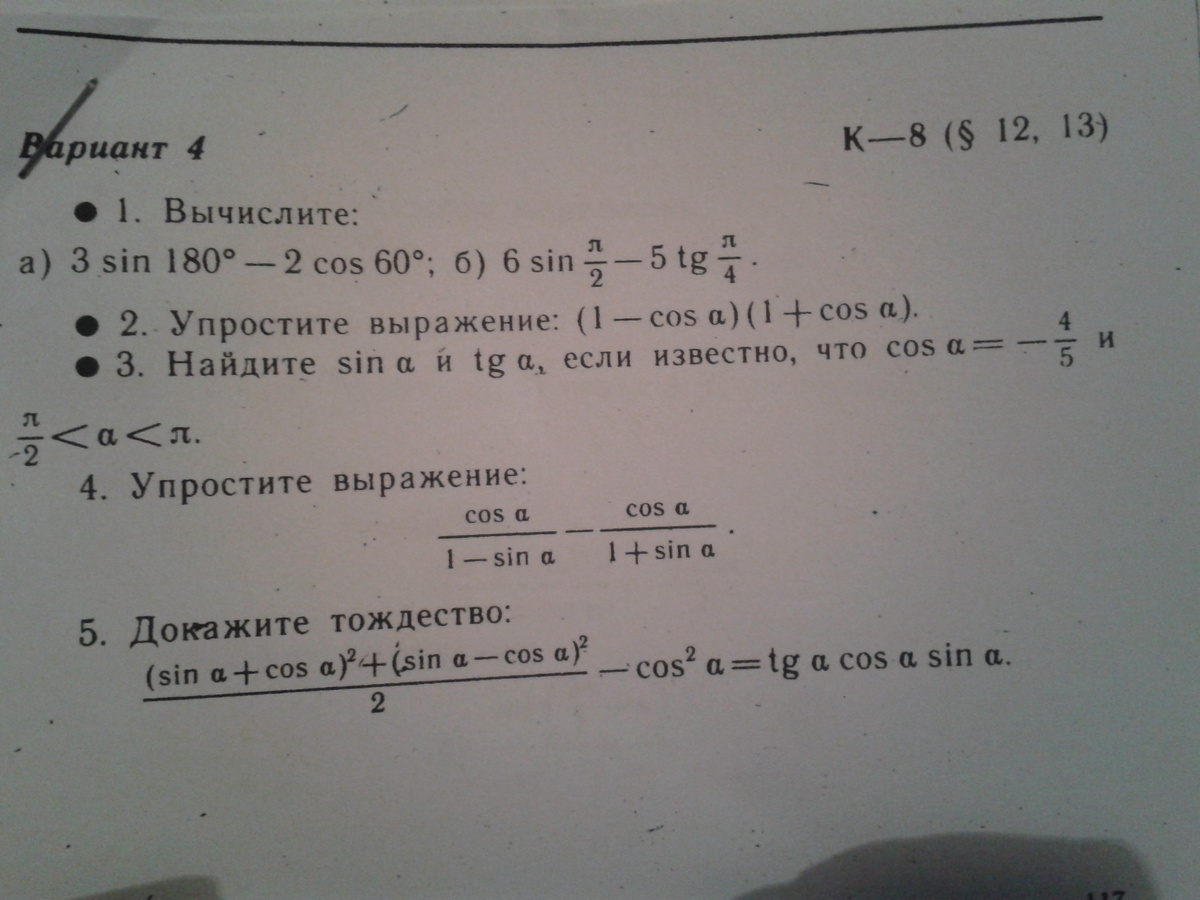 Вариант 4 К—8 (§ 12, 13)
● 1. Вычислите:
а) 3 sin 180° — 2 cos 60°; б) 6 sin π/2 — 5 tg π/4.
● 2. Упростите выражение: (1 — cos α)(1 + cos α).
● 3. Найдите sin α и tg α, если известно, что cos α = — 4/5 и
π/2 < α < π.
4. Упростите выражение:
cos α / (1 — sin α) — cos α / (1 + sin α).
5. Докажите тождество:
((sin α + cos α)² + (sin α — cos α)²) / 2 — cos² α = tg α cos α sin α.